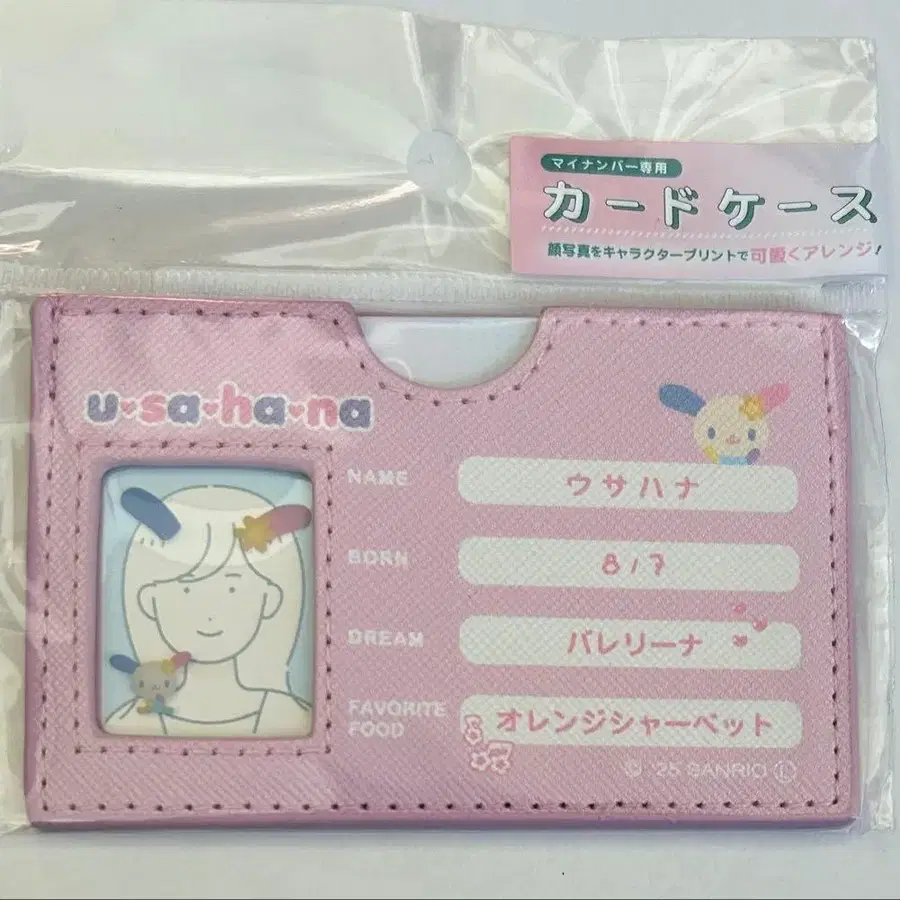 マイナンバー専用
カードケース
顔写真をキャラクタープリントで可愛くアレンジ!
u♥sa♥ha♥na
NAME ウサハナ
BORN 8/7
DREAM バレリーナ
FAVORITE FOOD オレンジシャーベット
© '25 SANRIO Ⓛ